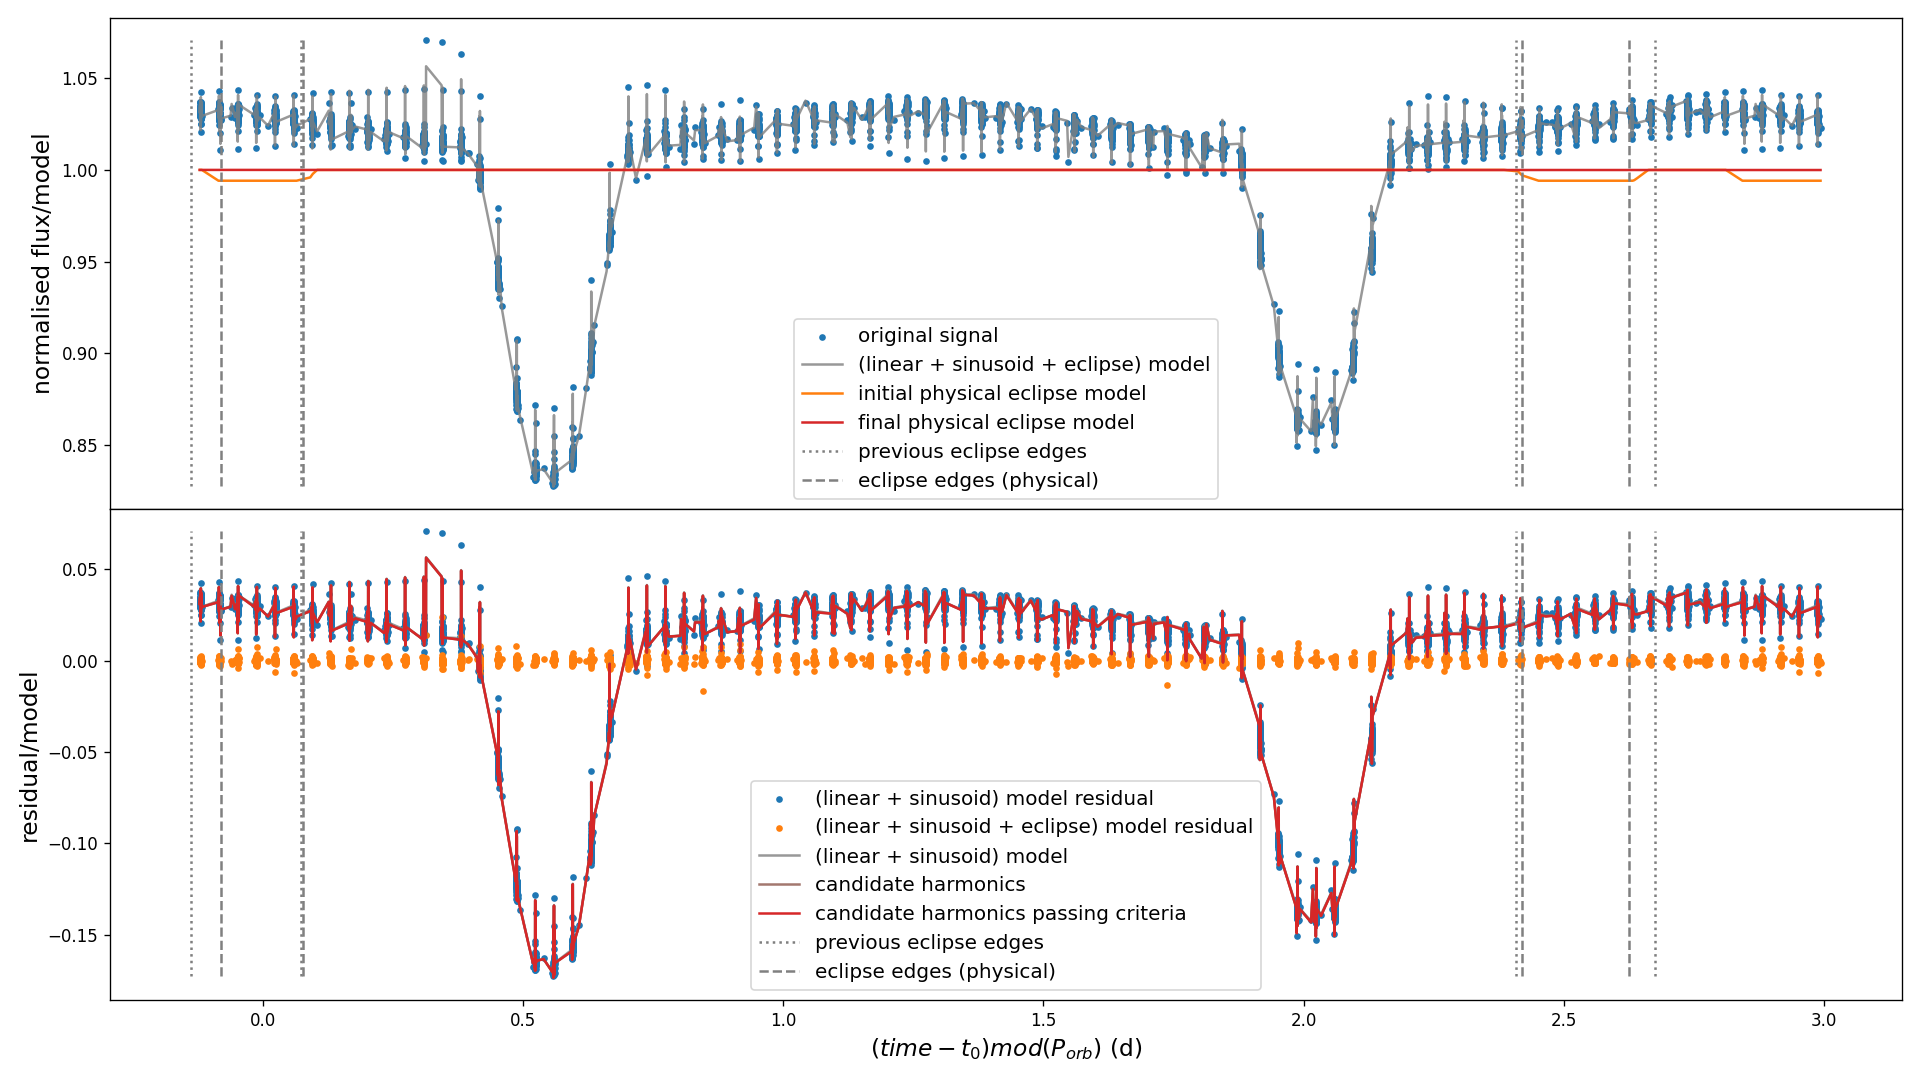 normalised flux/model
1.05
1.00
0.95
0.90
0.85
original signal
(linear + sinusoid + eclipse) model
initial physical eclipse model
final physical eclipse model
previous eclipse edges
eclipse edges (physical)
residual/model
0.05
0.00
−0.05
−0.10
−0.15
(linear + sinusoid) model residual
(linear + sinusoid + eclipse) model residual
(linear + sinusoid) model
candidate harmonics
candidate harmonics passing criteria
previous eclipse edges
eclipse edges (physical)
0.0 0.5 1.0 1.5 2.0 2.5 3.0
(time − t₀)mod(P_orb) (d)